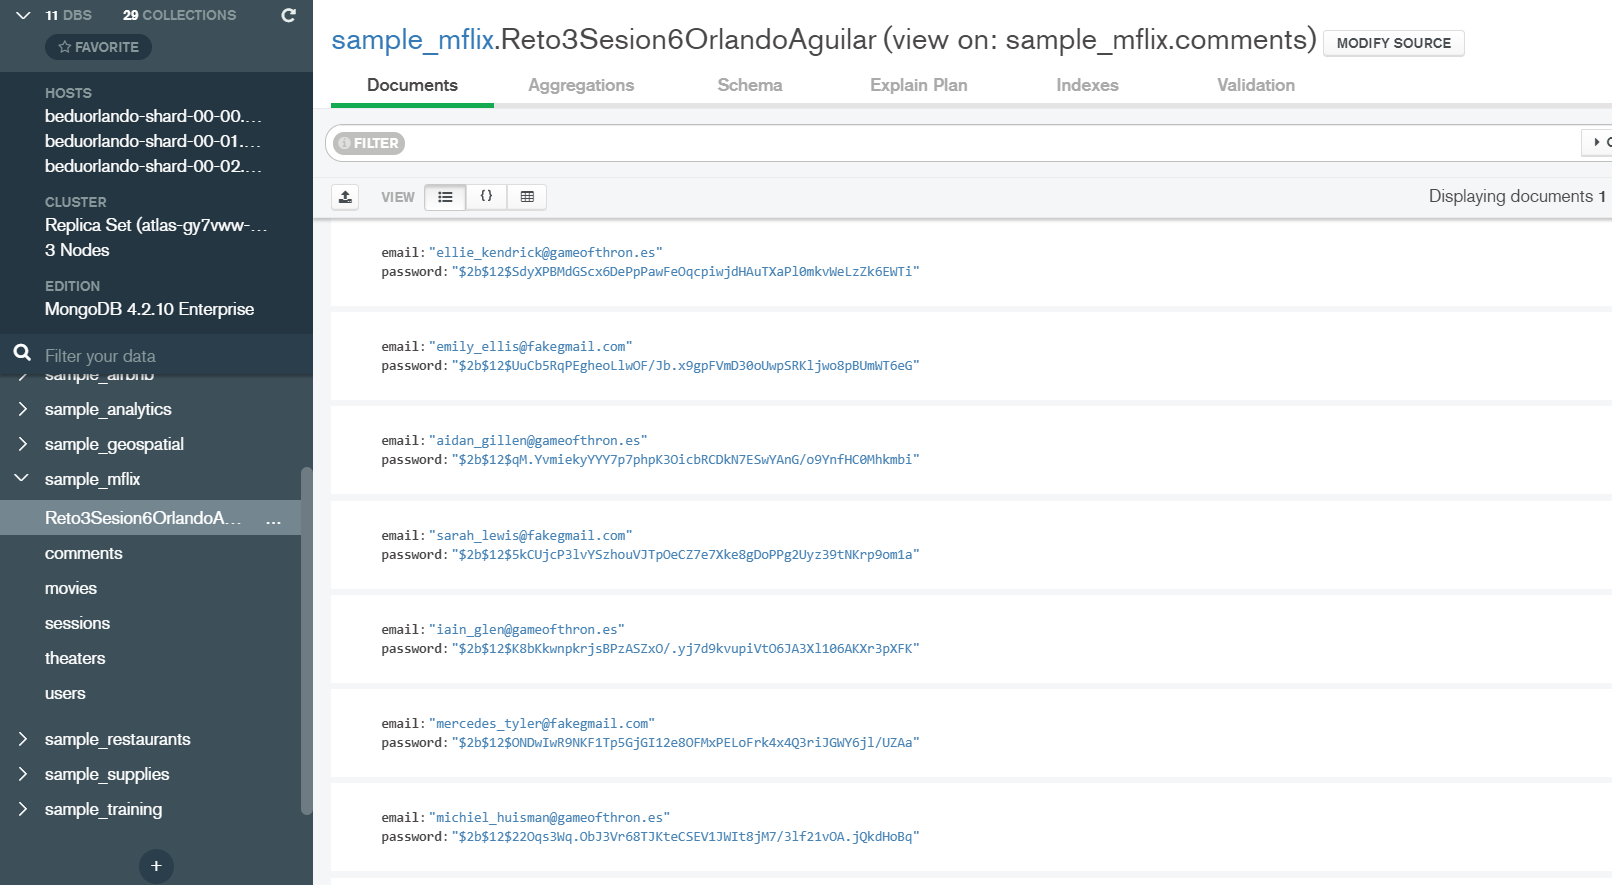 11 DBS 29 COLLECTIONS
FAVORITE
HOSTS
beduorlando-shard-00-00....
beduorlando-shard-00-01....
beduorlando-shard-00-02....
CLUSTER
Replica Set (atlas-gy7vww-...
3 Nodes
EDITION
MongoDB 4.2.10 Enterprise
Filter your data
sample_airbnb
sample_analytics
sample_geospatial
sample_mflix
Reto3Sesion6OrlandoA... ...
comments
movies
sessions
theaters
users
sample_restaurants
sample_supplies
sample_training
+
sample_mflix.Reto3Sesion6OrlandoAguilar (view on: sample_mflix.comments) MODIFY SOURCE
Documents Aggregations Schema Explain Plan Indexes Validation
FILTER
VIEW {} Displaying documents 1
email: "ellie_kendrick@gameofthron.es"
password: "$2b$12$SdyXPBMdGScx6DePpPawFeOqcpiwjdHAuTXaPl0mkvWeLzZk6EWTi"
email: "emily_ellis@fakegmail.com"
password: "$2b$12$UuCb5RqPEgheoLlwOF/Jb.x9gpFVmD30oUwpSRKljwo8pBUmWT6eG"
email: "aidan_gillen@gameofthron.es"
password: "$2b$12$qM.YvmiekyYYY7p7phpK3OicbRCDkN7ESwYAnG/o9YnfHC0Mhkmbi"
email: "sarah_lewis@fakegmail.com"
password: "$2b$12$5kCUjcP3lvYSzhouVJTpOeCZ7e7Xke8gDoPPg2Uyz39tNKrp9om1a"
email: "iain_glen@gameofthron.es"
password: "$2b$12$K8bKkwnpkrjsBPzASZxO/.yj7d9kvupiVtO6JA3Xl106AKXr3pXFK"
email: "mercedes_tyler@fakegmail.com"
password: "$2b$12$ONDwIwR9NKF1Tp5GjGI12e8OFMxPELoFrk4x4Q3riJGWY6jl/UZAa"
email: "michiel_huisman@gameofthron.es"
password: "$2b$12$22Oqs3Wq.ObJ3Vr68TJKteCSEV1JWIt8jM7/3lf21vOA.jQkdHoBq"